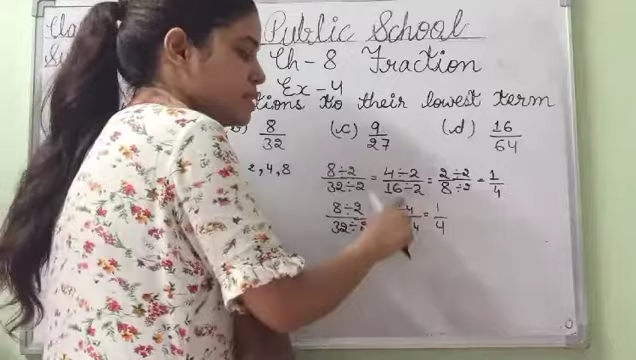 Cla Public School
Su Ch-8 Fraction
Ex-4
tions to their lowest term
b) 8/32 (c) 9/27 (d) 16/64
2,4,8 8÷2/32÷2 = 4÷2/16÷2 = 2÷2/8÷2 = 1/4
8÷2/32÷2 4/4 = 1/4